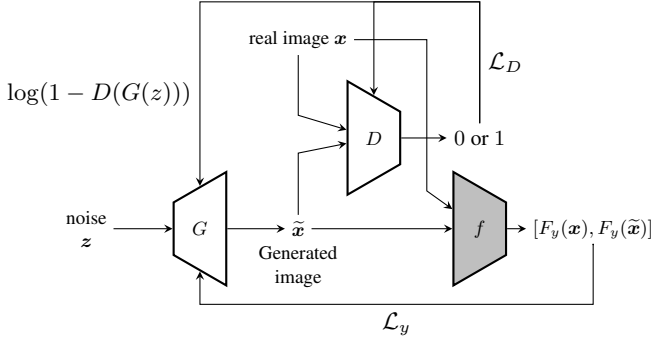 real image 𝒙
ℒ_D
log(1 − D(G(z)))
D
0 or 1
noise
𝒛
G
x̃
Generated
image
f
[F_y(𝒙), F_y(x̃)]
ℒ_y